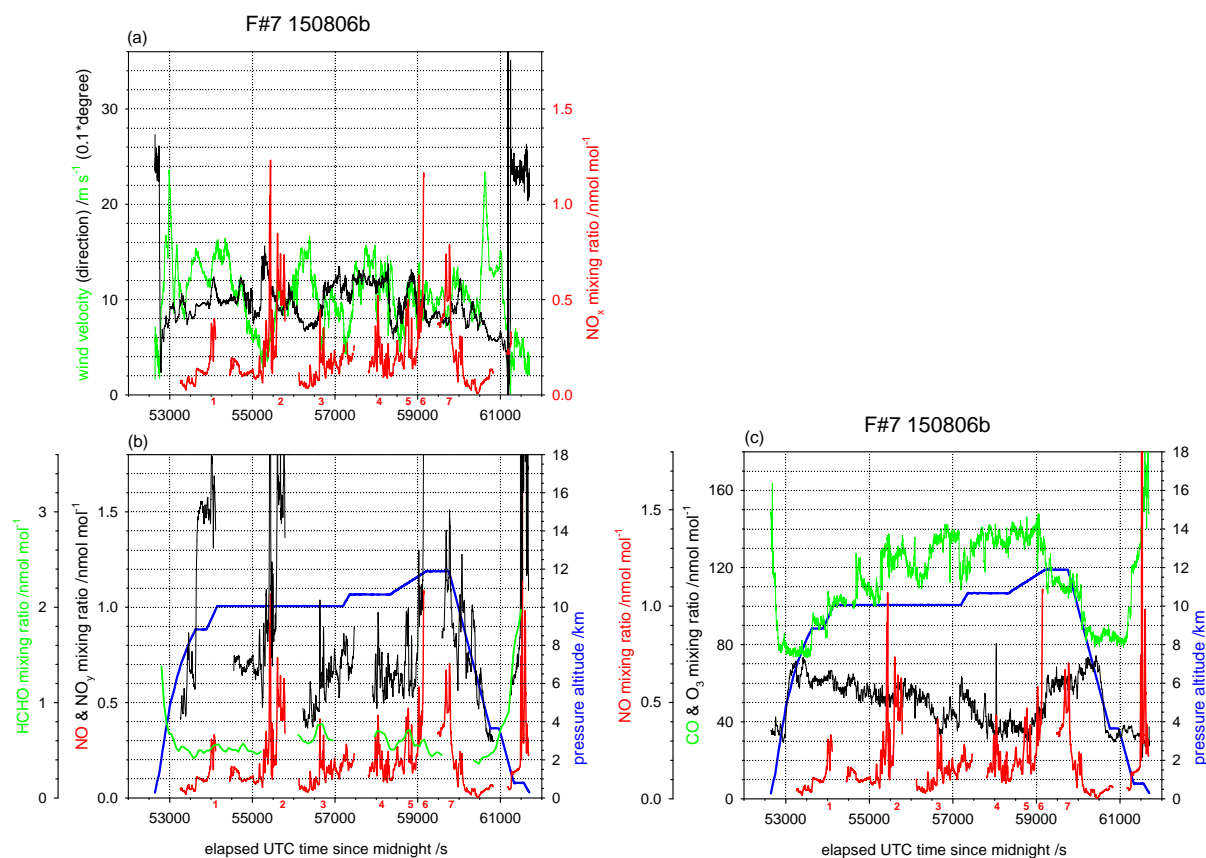 F#7 150806b
(a)
wind velocity (direction) /m s⁻¹ (0.1*degree)
30
20
10
0
1.5
1.0
0.5
0.0
NOₓ mixing ratio /nmol mol⁻¹
1 2 3 4 5 6 7
53000 55000 57000 59000 61000
(b)
HCHO mixing ratio /nmol mol⁻¹
3
2
1
0
NO & NOᵧ mixing ratio /nmol mol⁻¹
1.5
1.0
0.5
0.0
18
16
14
12
10
8
6
4
2
0
pressure altitude /km
1 2 3 4 5 6 7
53000 55000 57000 59000 61000
elapsed UTC time since midnight /s
F#7 150806b
(c)
NO mixing ratio /nmol mol⁻¹
1.5
1.0
0.5
0.0
CO & O₃ mixing ratio /nmol mol⁻¹
160
120
80
40
0
18
16
14
12
10
8
6
4
2
0
pressure altitude /km
1 2 3 4 5 6 7
53000 55000 57000 59000 61000
elapsed UTC time since midnight /s